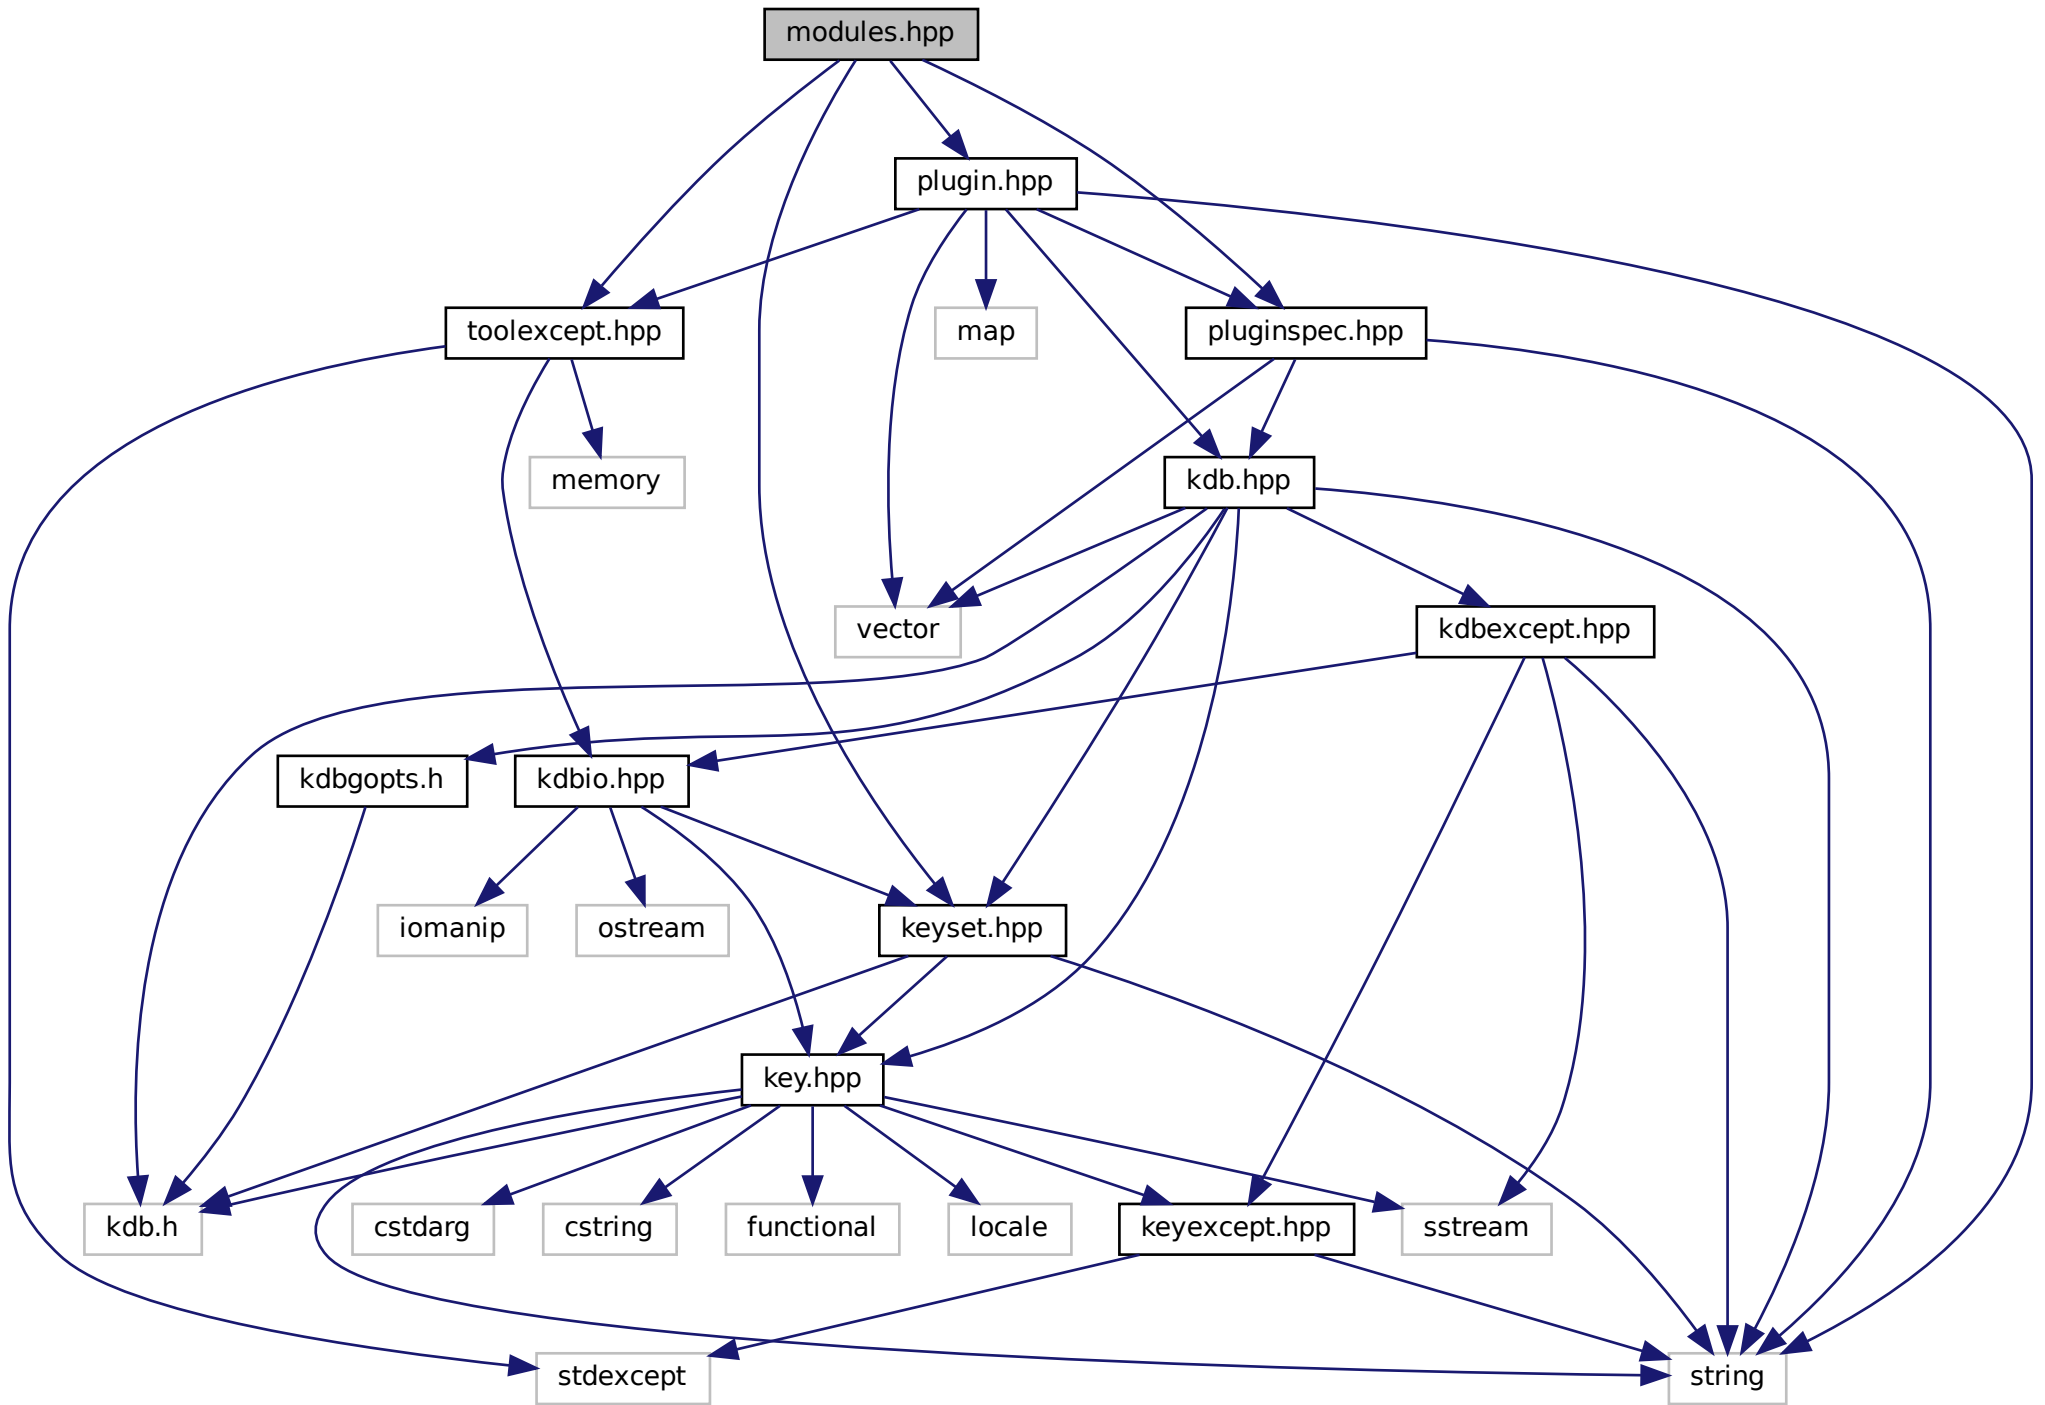 modules.hpp
plugin.hpp
toolexcept.hpp
map
pluginspec.hpp
memory
kdb.hpp
vector
kdbexcept.hpp
kdbgopts.h
kdbio.hpp
iomanip
ostream
keyset.hpp
key.hpp
kdb.h
cstdarg
cstring
functional
locale
keyexcept.hpp
sstream
stdexcept
string